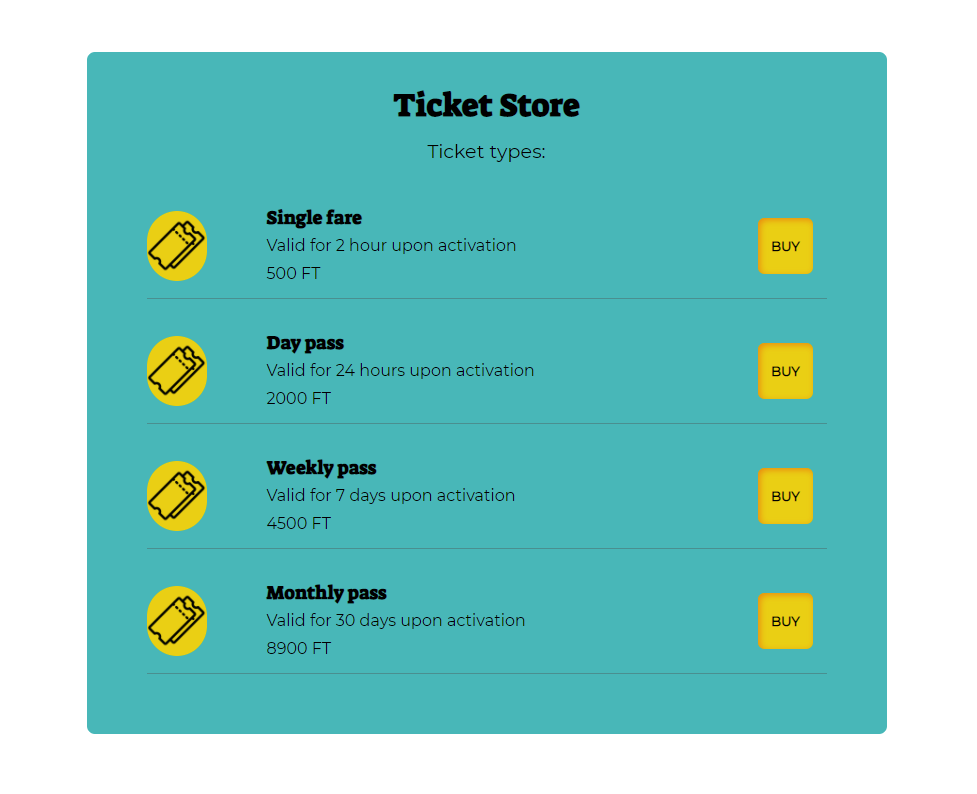 Ticket Store
Ticket types:
Single fare
Valid for 2 hour upon activation
500 FT
BUY
Day pass
Valid for 24 hours upon activation
2000 FT
BUY
Weekly pass
Valid for 7 days upon activation
4500 FT
BUY
Monthly pass
Valid for 30 days upon activation
8900 FT
BUY